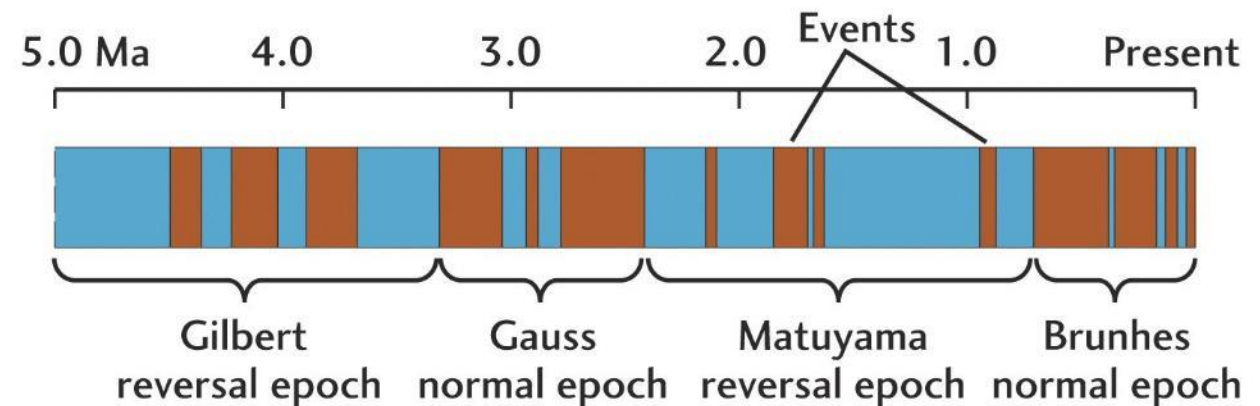 Events
5.0 Ma 4.0 3.0 2.0 1.0 Present
Gilbert
reversal epoch
Gauss
normal epoch
Matuyama
reversal epoch
Brunhes
normal epoch